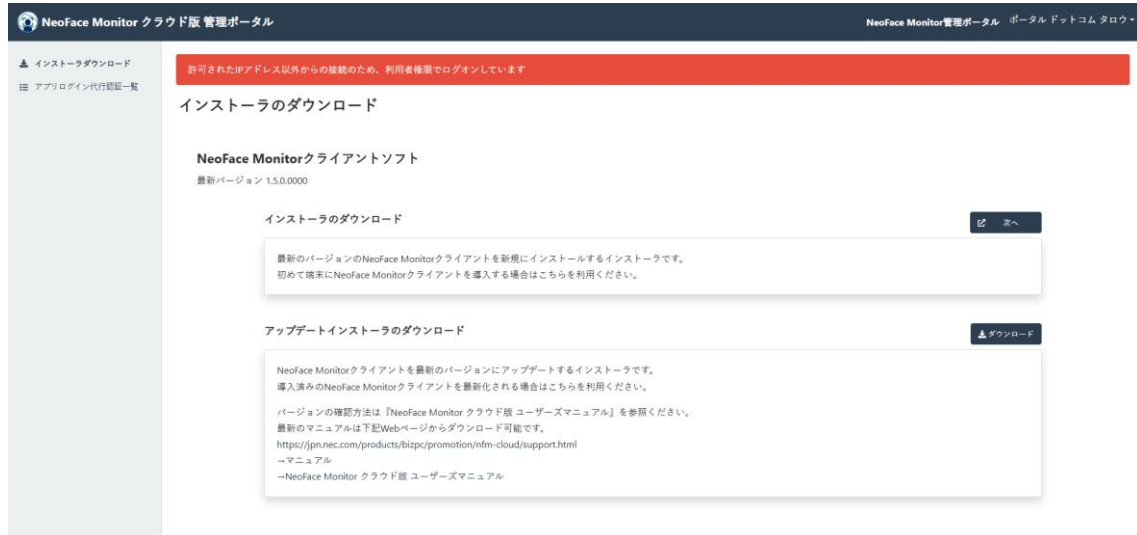 NeoFace Monitor クラウド版 管理ポータル
NeoFace Monitor管理ポータル ポータル ドットコム タロウ
インストーラダウンロード
アプリログイン代行認証一覧
許可されたIPアドレス以外からの接続のため、利用者権限でログオンしています
インストーラのダウンロード
NeoFace Monitorクライアントソフト
最新バージョン 1.5.0.0000
インストーラのダウンロード
次へ
最新のバージョンのNeoFace Monitorクライアントを新規にインストールするインストーラです。
初めて端末にNeoFace Monitorクライアントを導入する場合はこちらを利用ください。
アップデートインストーラのダウンロード
ダウンロード
NeoFace Monitorクライアントを最新のバージョンにアップデートするインストーラです。
導入済みのNeoFace Monitorクライアントを最新化される場合はこちらを利用ください。
バージョンの確認方法は『NeoFace Monitor クラウド版 ユーザーズマニュアル』を参照ください。
最新のマニュアルは下記Webページからダウンロード可能です。
https://jpn.nec.com/products/bizpc/promotion/nfm-cloud/support.html
→マニュアル
→NeoFace Monitor クラウド版 ユーザーズマニュアル